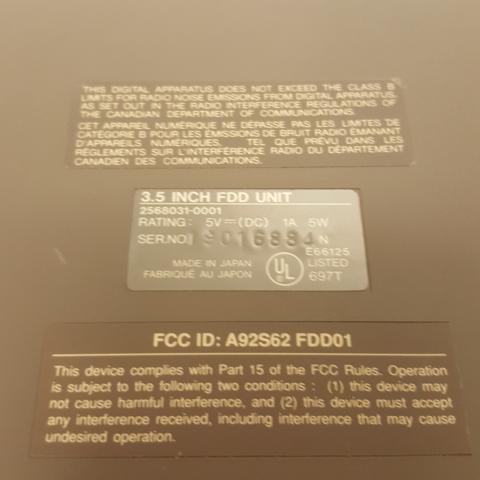 THIS DIGITAL APPARATUS DOES NOT EXCEED THE CLASS B
LIMITS FOR RADIO NOISE EMISSIONS FROM DIGITAL APPARATUS,
AS SET OUT IN THE RADIO INTERFERENCE REGULATIONS OF
THE CANADIAN DEPARTMENT OF COMMUNICATIONS.
CET APPAREIL NUMÉRIQUE NE DÉPASSE PAS LES LIMITES DE
CATÉGORIE B POUR LES ÉMISSIONS DE BRUIT RADIO ÉMANANT
D'APPAREILS NUMÉRIQUES, TEL QUE PRÉVU DANS LES
RÈGLEMENTS SUR L'INTERFÉRENCE RADIO DU DÉPARTEMENT
CANADIEN DES COMMUNICATIONS.
3.5 INCH FDD UNIT
2568031-0001
RATING: 5V⎓(DC) 1A 5W
SER.NO 19016884 N
E66125
MADE IN JAPAN UL LISTED
FABRIQUÉ AU JAPON 697T
FCC ID: A92S62 FDD01
This device complies with Part 15 of the FCC Rules. Operation
is subject to the following two conditions : (1) this device may
not cause harmful interference, and (2) this device must accept
any interference received, including interference that may cause
undesired operation.